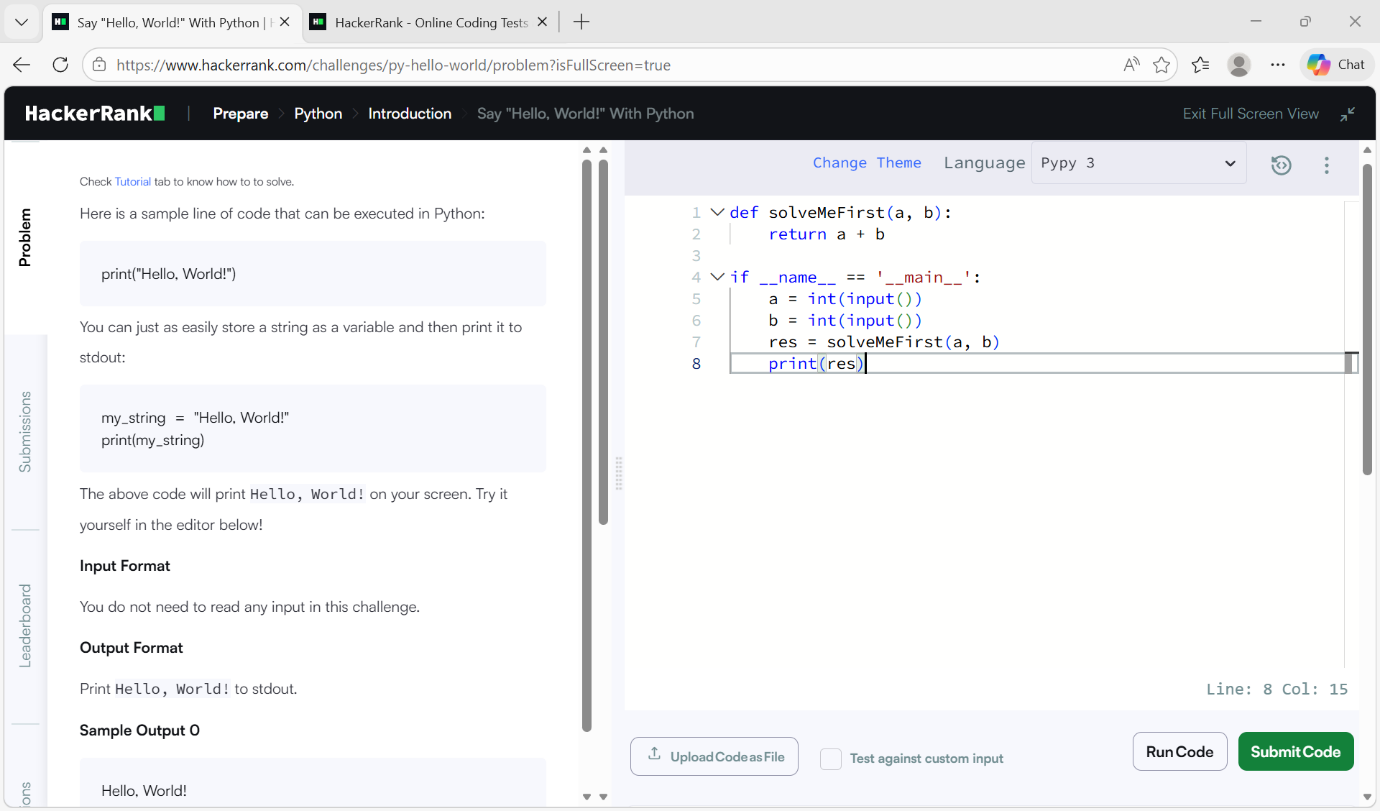 Say "Hello, World!" With Python | H
HackerRank - Online Coding Tests
https://www.hackerrank.com/challenges/py-hello-world/problem?isFullScreen=true
Chat
HackerRank
Prepare
Python
Introduction
Say "Hello, World!" With Python
Exit Full Screen View
Problem
Submissions
Leaderboard
Check Tutorial tab to know how to to solve.
Here is a sample line of code that can be executed in Python:
print("Hello, World!")
You can just as easily store a string as a variable and then print it to
stdout:
my_string = "Hello, World!"
print(my_string)
The above code will print Hello, World! on your screen. Try it
yourself in the editor below!
Input Format
You do not need to read any input in this challenge.
Output Format
Print Hello, World! to stdout.
Sample Output 0
Hello, World!
Change Theme
Language
Pypy 3
1 def solveMeFirst(a, b):
2     return a + b
3
4 if __name__ == '__main__':
5     a = int(input())
6     b = int(input())
7     res = solveMeFirst(a, b)
8     print(res)
Line: 8 Col: 15
Upload Code as File
Test against custom input
Run Code
Submit Code